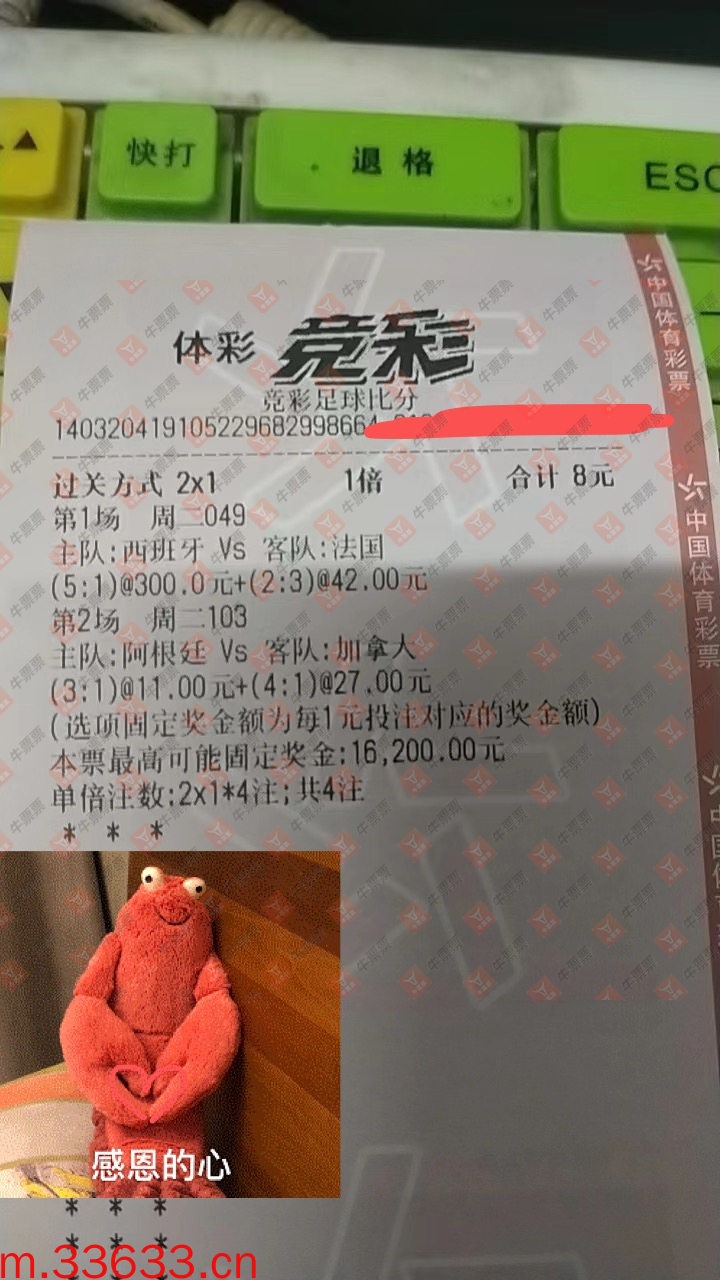 快打
退格
ESC
中国体育彩票
体彩 竞彩
竞彩足球比分
140320419105229682998664
过关方式 2x1 1倍 合计 8元
第1场 周二049
主队:西班牙 Vs 客队:法国
(5:1)@300.0元+(2:3)@42.00元
第2场 周二103
主队:阿根廷 Vs 客队:加拿大
(3:1)@11.00元+(4:1)@27.00元
(选项固定奖金额为每1元投注对应的奖金额)
本票最高可能固定奖金:16,200.00元
单倍注数:2x1*4注;共4注
* * *
中国体育彩票
牛票票
感恩的心
* * *
* * *
m.33633.cn